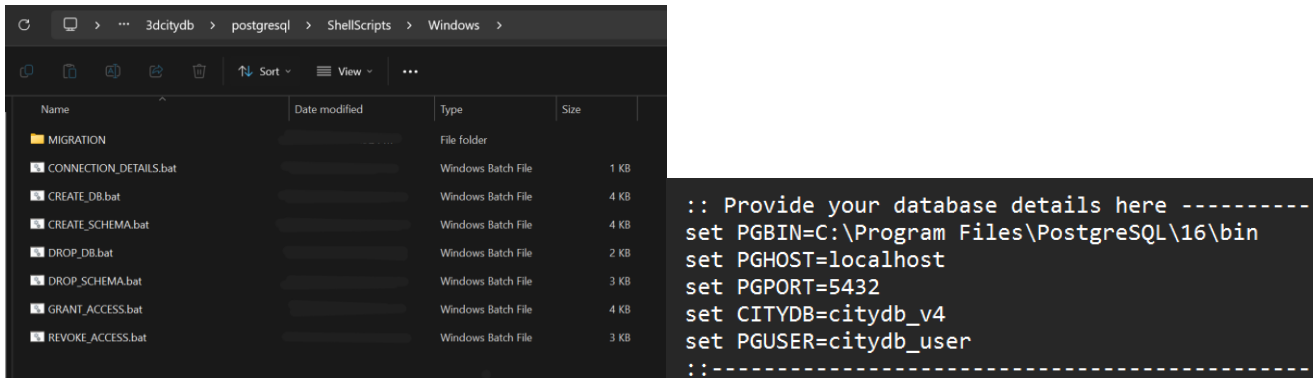 3dcitydb > postgresql > ShellScripts > Windows >
Sort View
Name Date modified Type Size
MIGRATION File folder
CONNECTION_DETAILS.bat Windows Batch File 1 KB
CREATE_DB.bat Windows Batch File 4 KB
CREATE_SCHEMA.bat Windows Batch File 4 KB
DROP_DB.bat Windows Batch File 2 KB
DROP_SCHEMA.bat Windows Batch File 3 KB
GRANT_ACCESS.bat Windows Batch File 4 KB
REVOKE_ACCESS.bat Windows Batch File 3 KB
:: Provide your database details here ----------
set PGBIN=C:\Program Files\PostgreSQL\16\bin
set PGHOST=localhost
set PGPORT=5432
set CITYDB=citydb_v4
set PGUSER=citydb_user
::----------------------------------------------